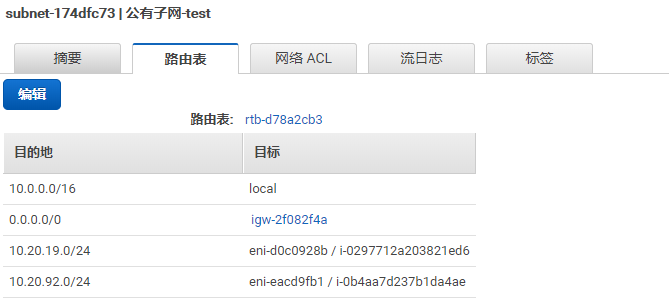 subnet-174dfc73 | 公有子网-test
摘要 路由表 网络 ACL 流日志 标签
编辑
路由表: rtb-d78a2cb3
目的地 目标
10.0.0.0/16 local
0.0.0.0/0 igw-2f082f4a
10.20.19.0/24 eni-d0c0928b / i-0297712a203821ed6
10.20.92.0/24 eni-eacd9fb1 / i-0b4aa7d237b1da4ae